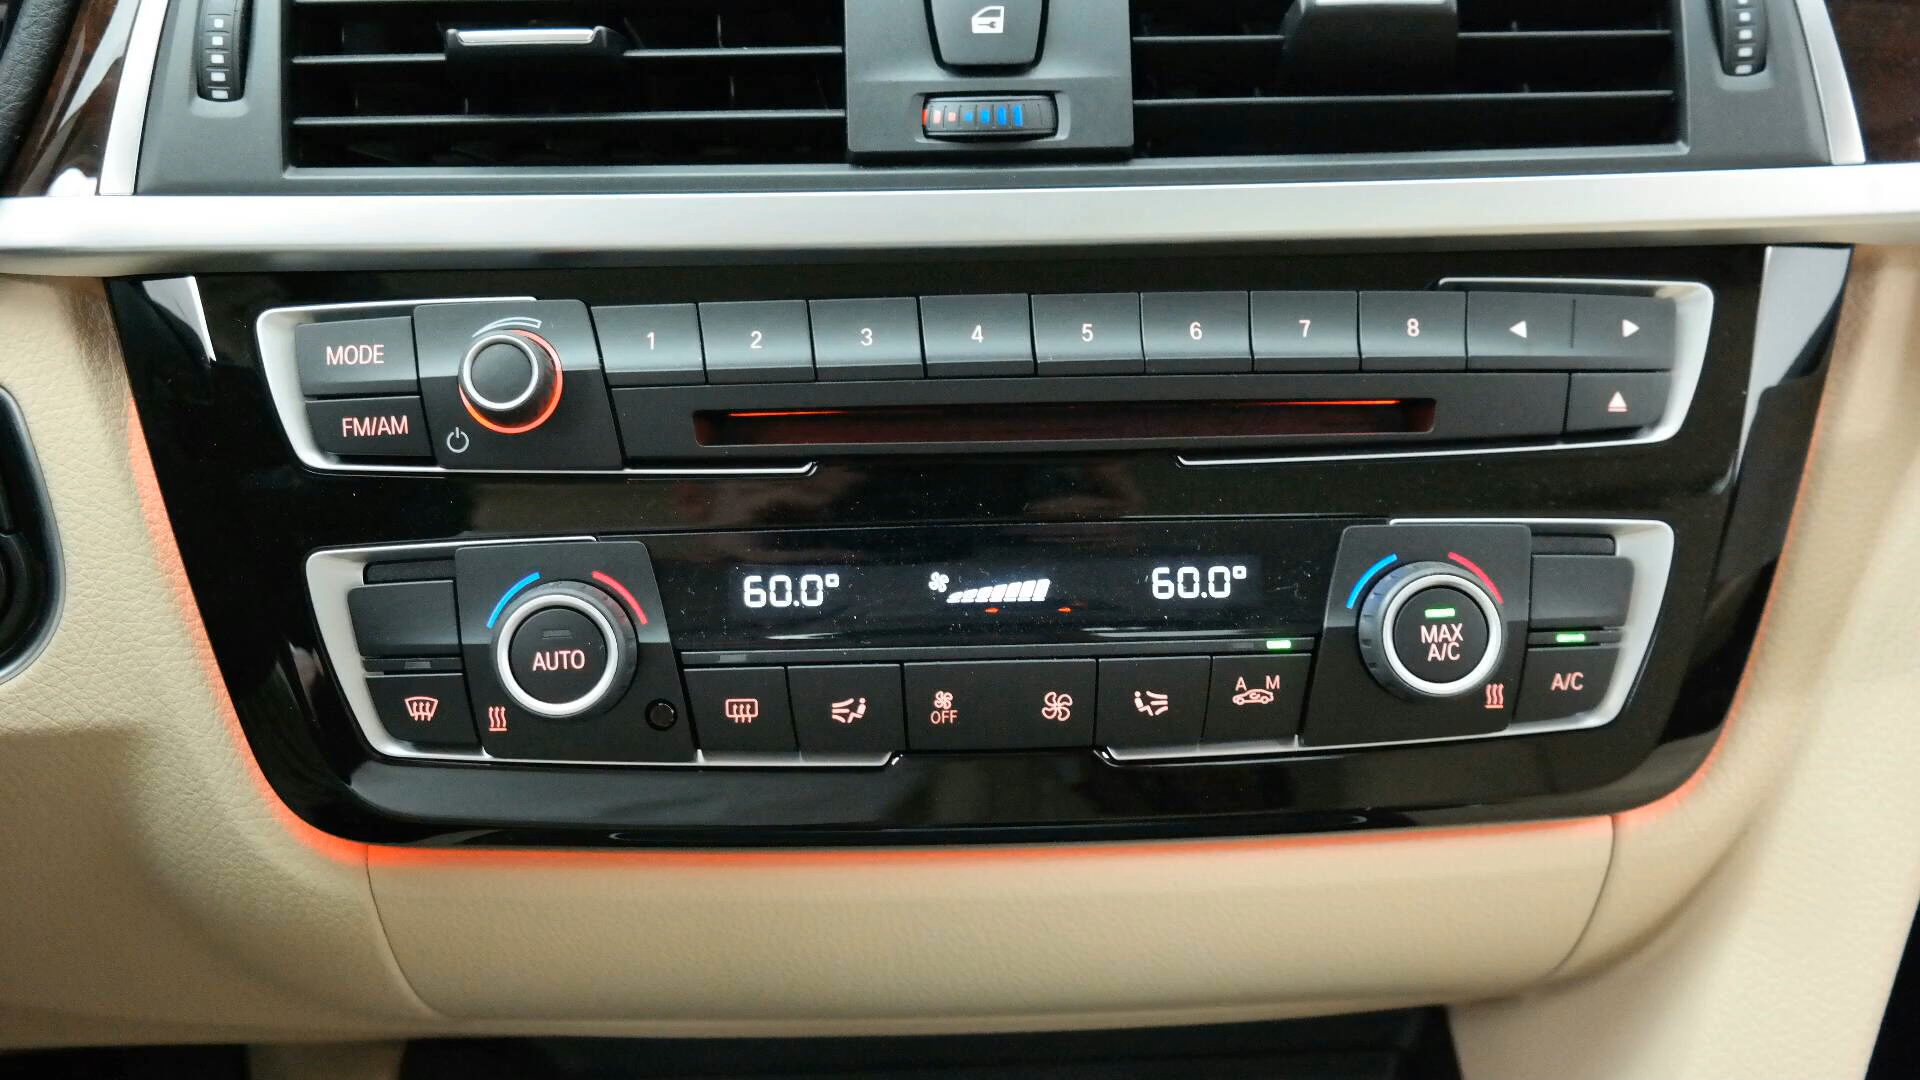 MODE
1 2 3 4 5 6 7 8
FM/AM
60.0°
60.0°
AUTO
MAX
A/C
OFF
A M
A/C